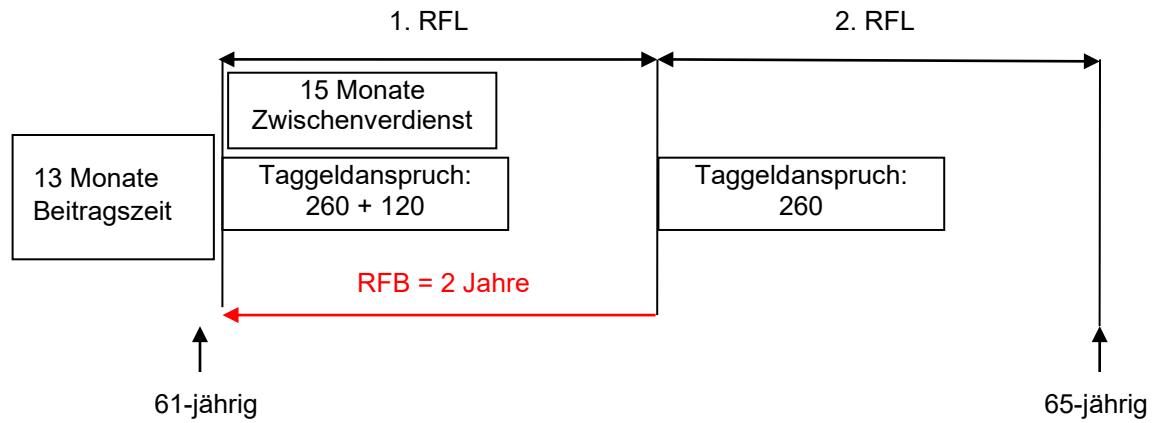 1. RFL
2. RFL
15 Monate
Zwischenverdienst
13 Monate
Beitragszeit
Taggeldanspruch:
260 + 120
Taggeldanspruch:
260
RFB = 2 Jahre
61-jährig
65-jährig